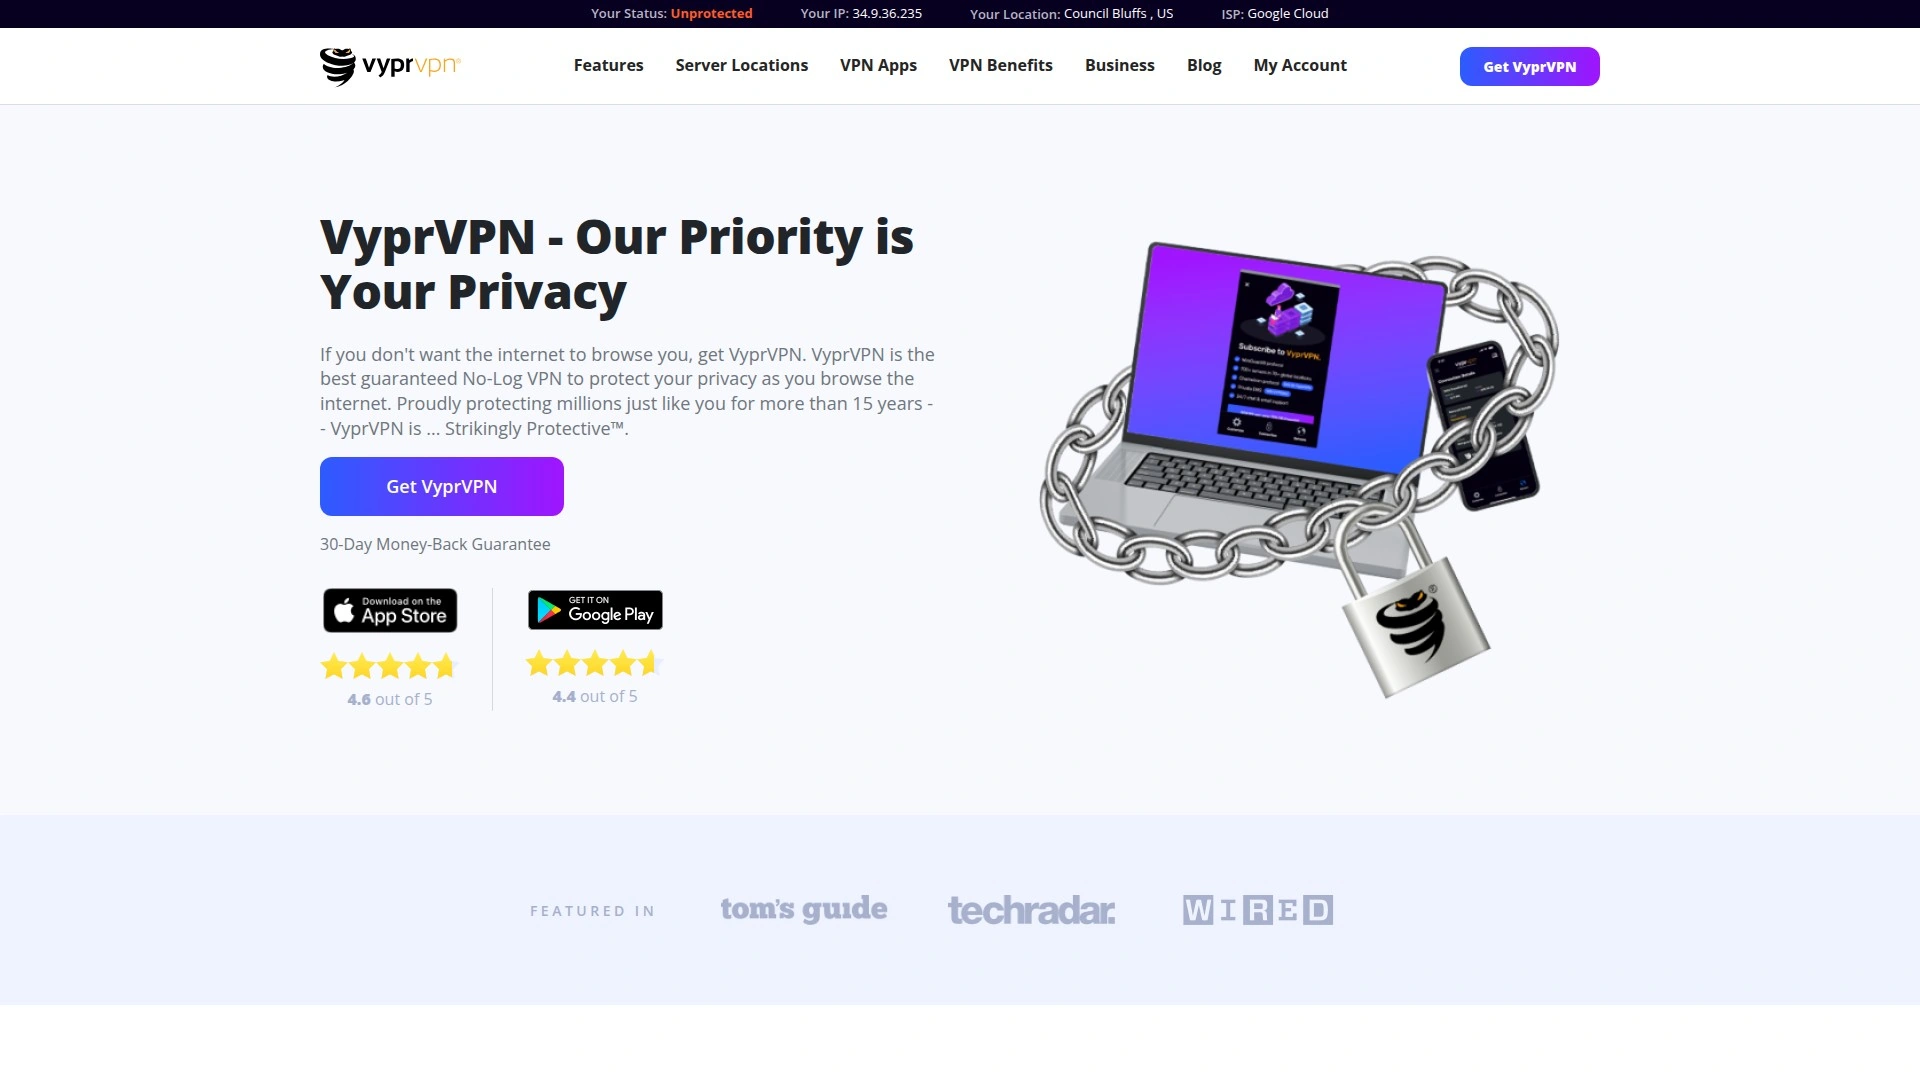 Your Status: Unprotected
Your IP: 34.9.36.235
Your Location: Council Bluffs , US
ISP: Google Cloud
vyprvpn®
Features
Server Locations
VPN Apps
VPN Benefits
Business
Blog
My Account
Get VyprVPN
VyprVPN - Our Priority is
Your Privacy
If you don't want the internet to browse you, get VyprVPN. VyprVPN is the
best guaranteed No-Log VPN to protect your privacy as you browse the
internet. Proudly protecting millions just like you for more than 15 years -
- VyprVPN is ... Strikingly Protective™.
Get VyprVPN
30-Day Money-Back Guarantee
Download on the
App Store
GET IT ON
Google Play
4.6 out of 5
4.4 out of 5
Subscribe to VyprVPN.
®
FEATURED IN
tom's guide
techradar.
WIRED